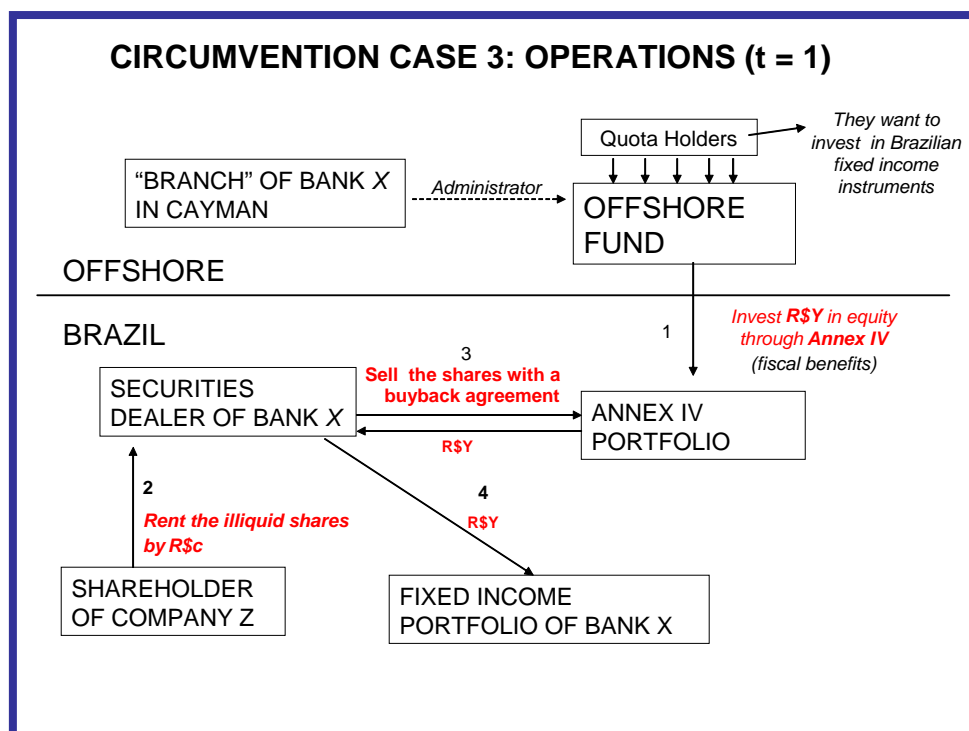 CIRCUMVENTION CASE 3: OPERATIONS (t = 1)
Quota Holders
They want to
invest in Brazilian
fixed income
instruments
“BRANCH” OF BANK X
IN CAYMAN
Administrator
OFFSHORE
FUND
OFFSHORE
BRAZIL
1
Invest R$Y in equity
through Annex IV
(fiscal benefits)
3
Sell the shares with a
buyback agreement
SECURITIES
DEALER OF BANK X
R$Y
ANNEX IV
PORTFOLIO
2
Rent the illiquid shares
by R$c
4
R$Y
SHAREHOLDER
OF COMPANY Z
FIXED INCOME
PORTFOLIO OF BANK X